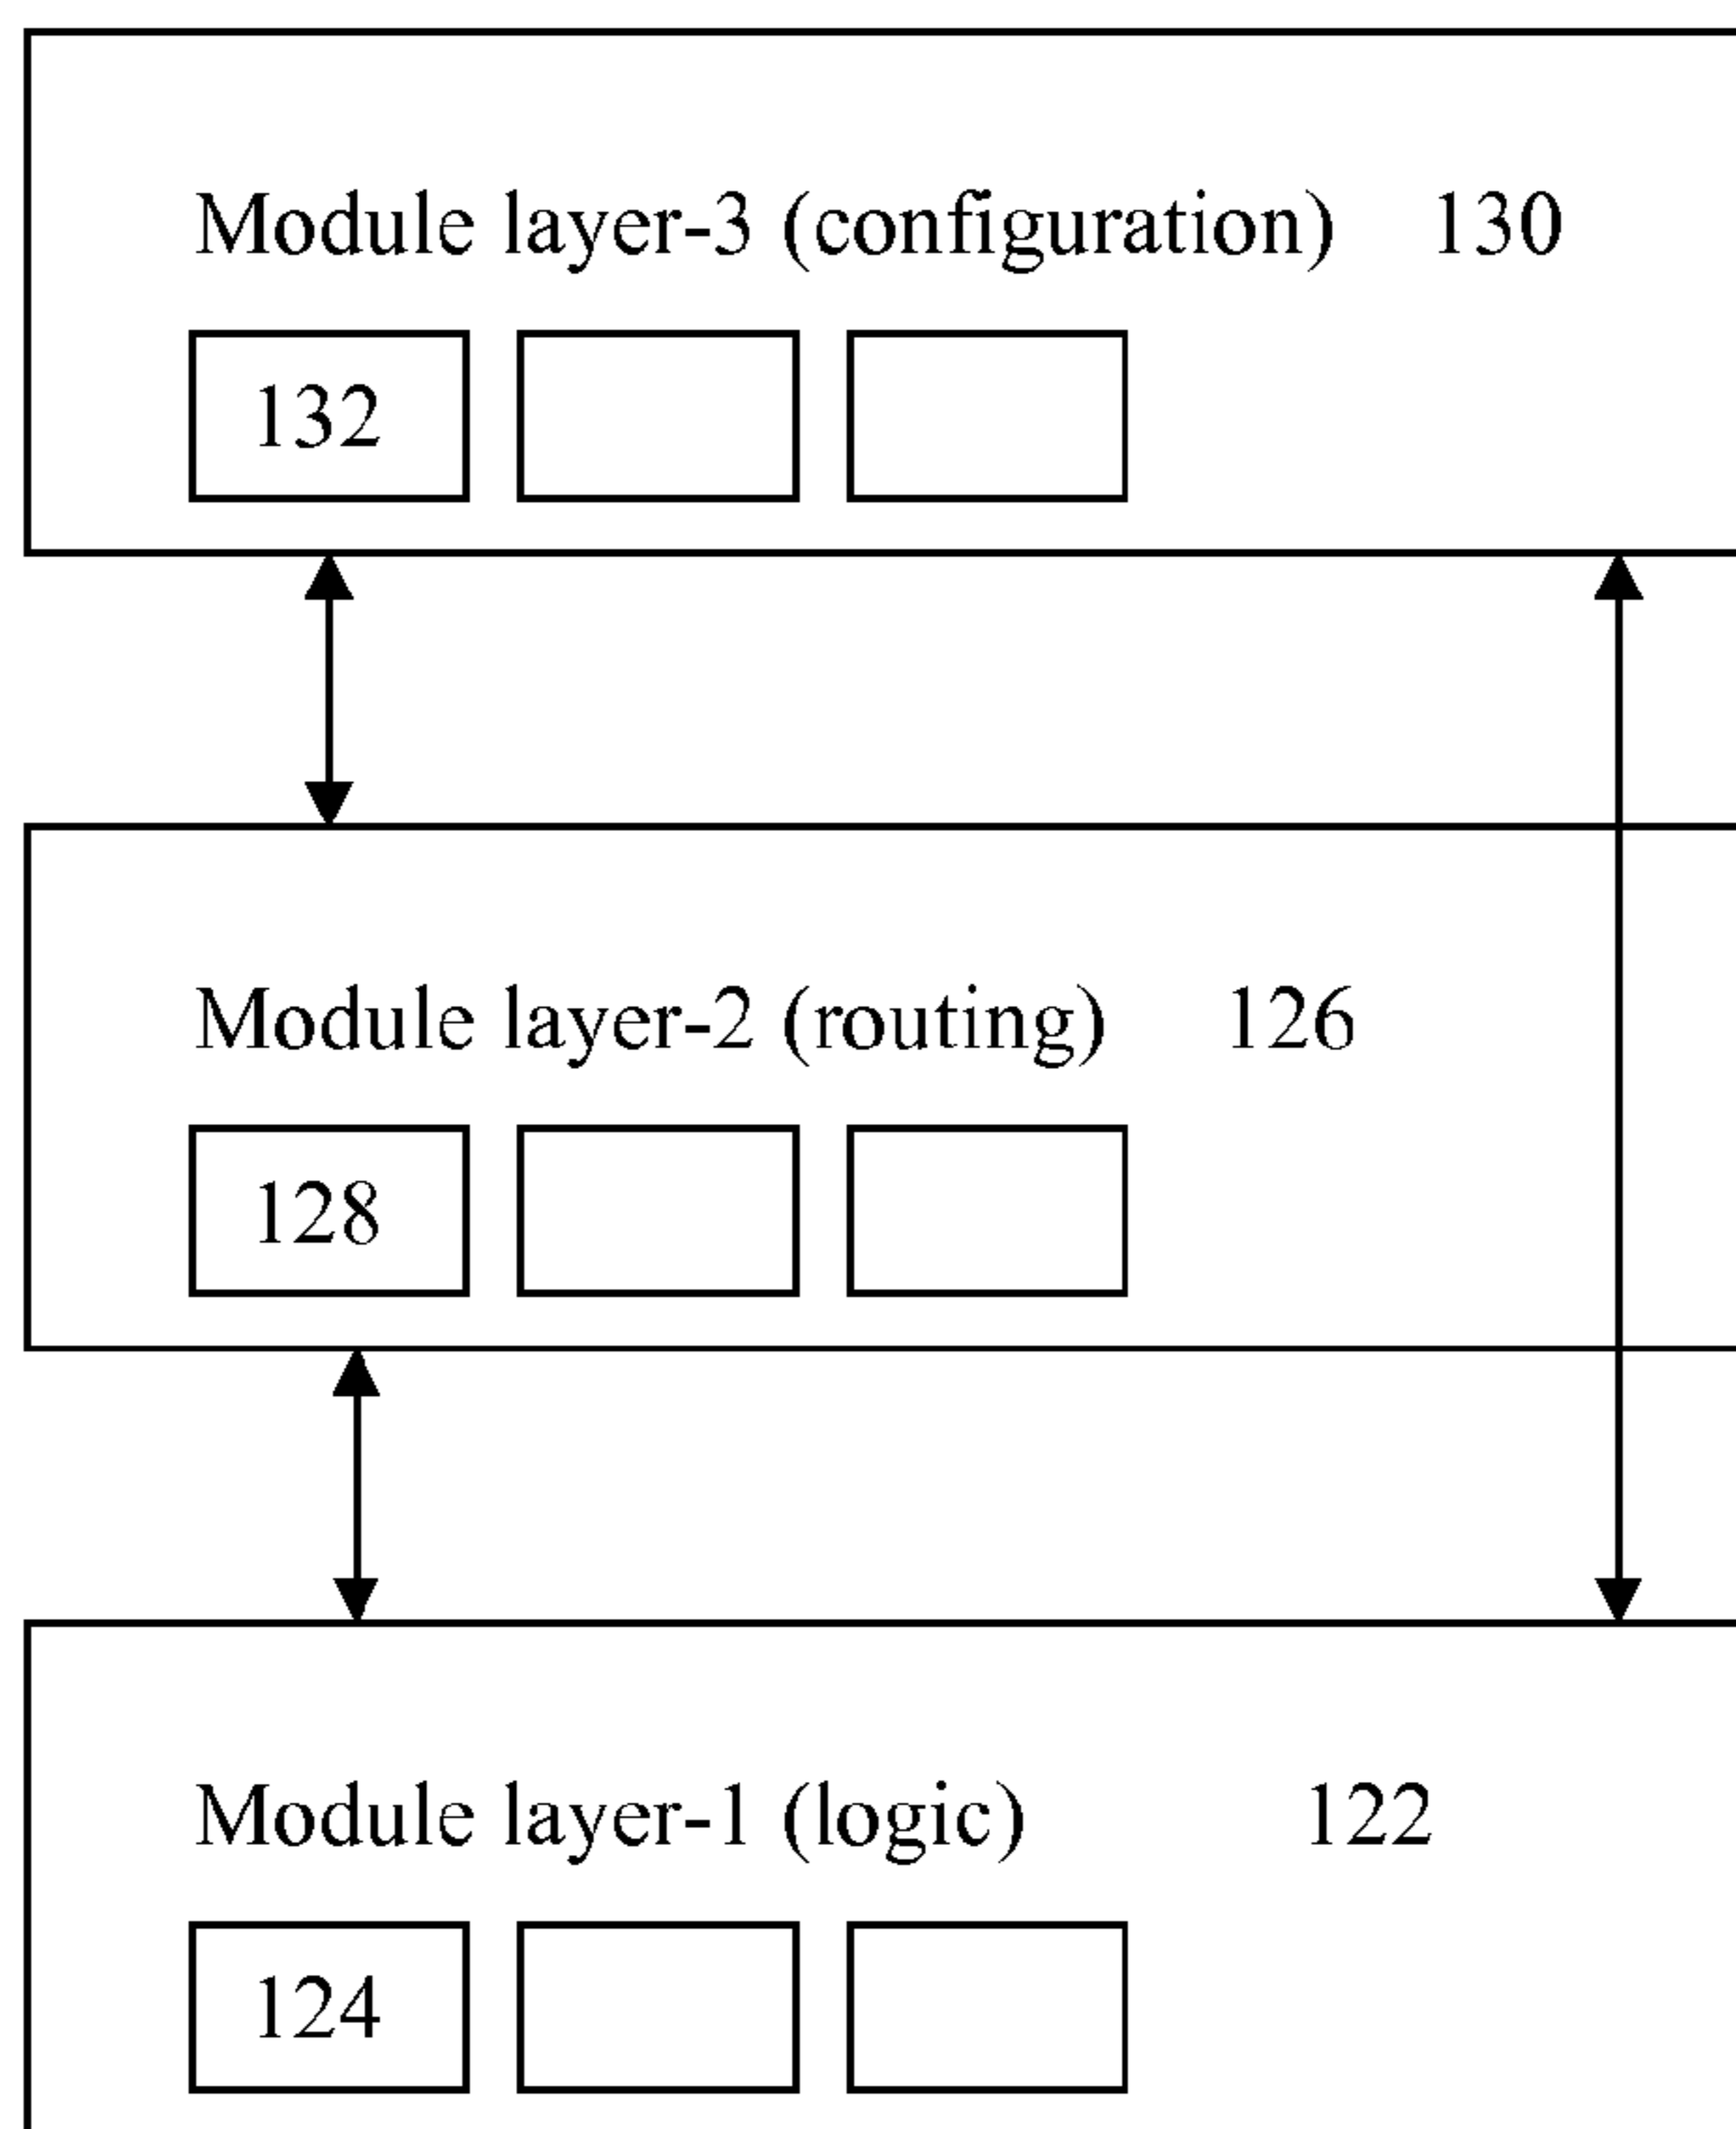 Module layer-3 (configuration) 130
132
Module layer-2 (routing) 126
128
Module layer-1 (logic) 122
124